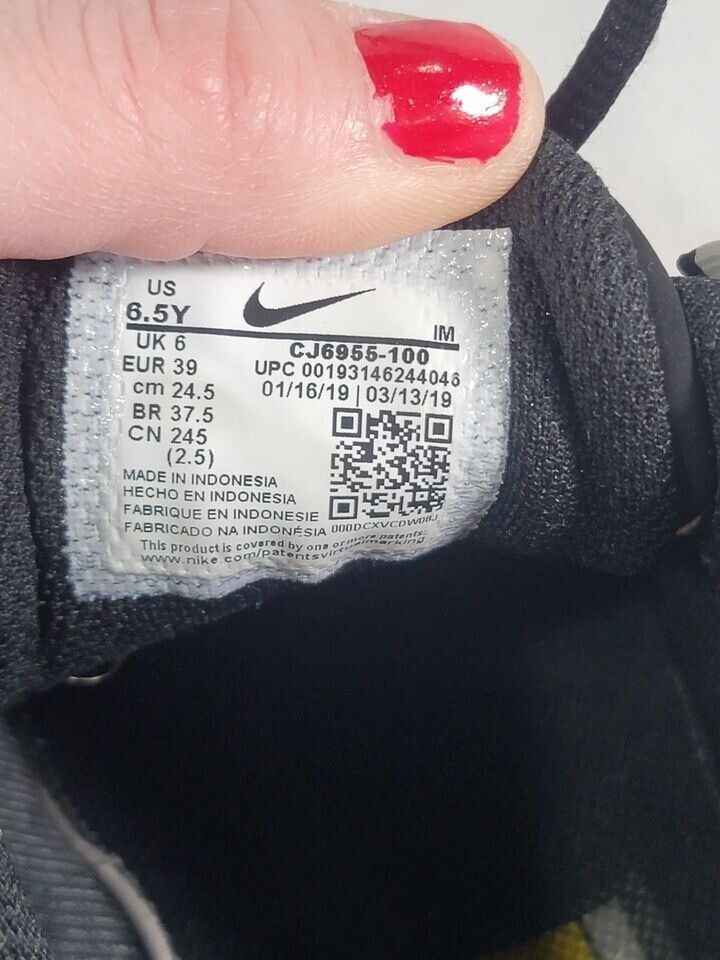 US
6.5Y
IM
UK 6
EUR 39
cm 24.5
BR 37.5
CN 245
(2.5)
CJ6955-100
UPC 00193146244046
01/16/19 | 03/13/19
MADE IN INDONESIA
HECHO EN INDONESIA
FABRIQUE EN INDONESIE
FABRICADO NA INDONÉSIA
000DCXVCDW08J
This product is covered by one or more patents:
www.nike.com/patentsvirtualmarking